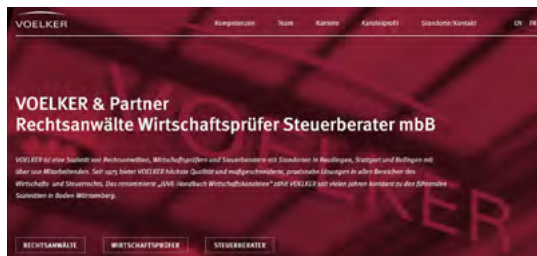 VOELKER
Kompetenzen Team Karriere Kanzleiprofil Standorte/Kontakt EN FR
VOELKER & Partner
Rechtsanwälte Wirtschaftsprüfer Steuerberater mbB
VOELKER ist eine Sozietät von Rechtsanwälten, Wirtschaftsprüfern und Steuerberatern mit Standorten in Reutlingen, Stuttgart und Balingen mit
über 100 Mitarbeitenden. Seit 1975 bietet VOELKER höchste Qualität und maßgeschneiderte, praxisnahe Lösungen in allen Bereichen des
Wirtschafts- und Steuerrechts. Das renommierte „JUVE-Handbuch Wirtschaftskanzleien" zählt VOELKER seit vielen Jahren konstant zu den führenden
Sozietäten in Baden-Württemberg.
RECHTSANWÄLTE WIRTSCHAFTSPRÜFER STEUERBERATER